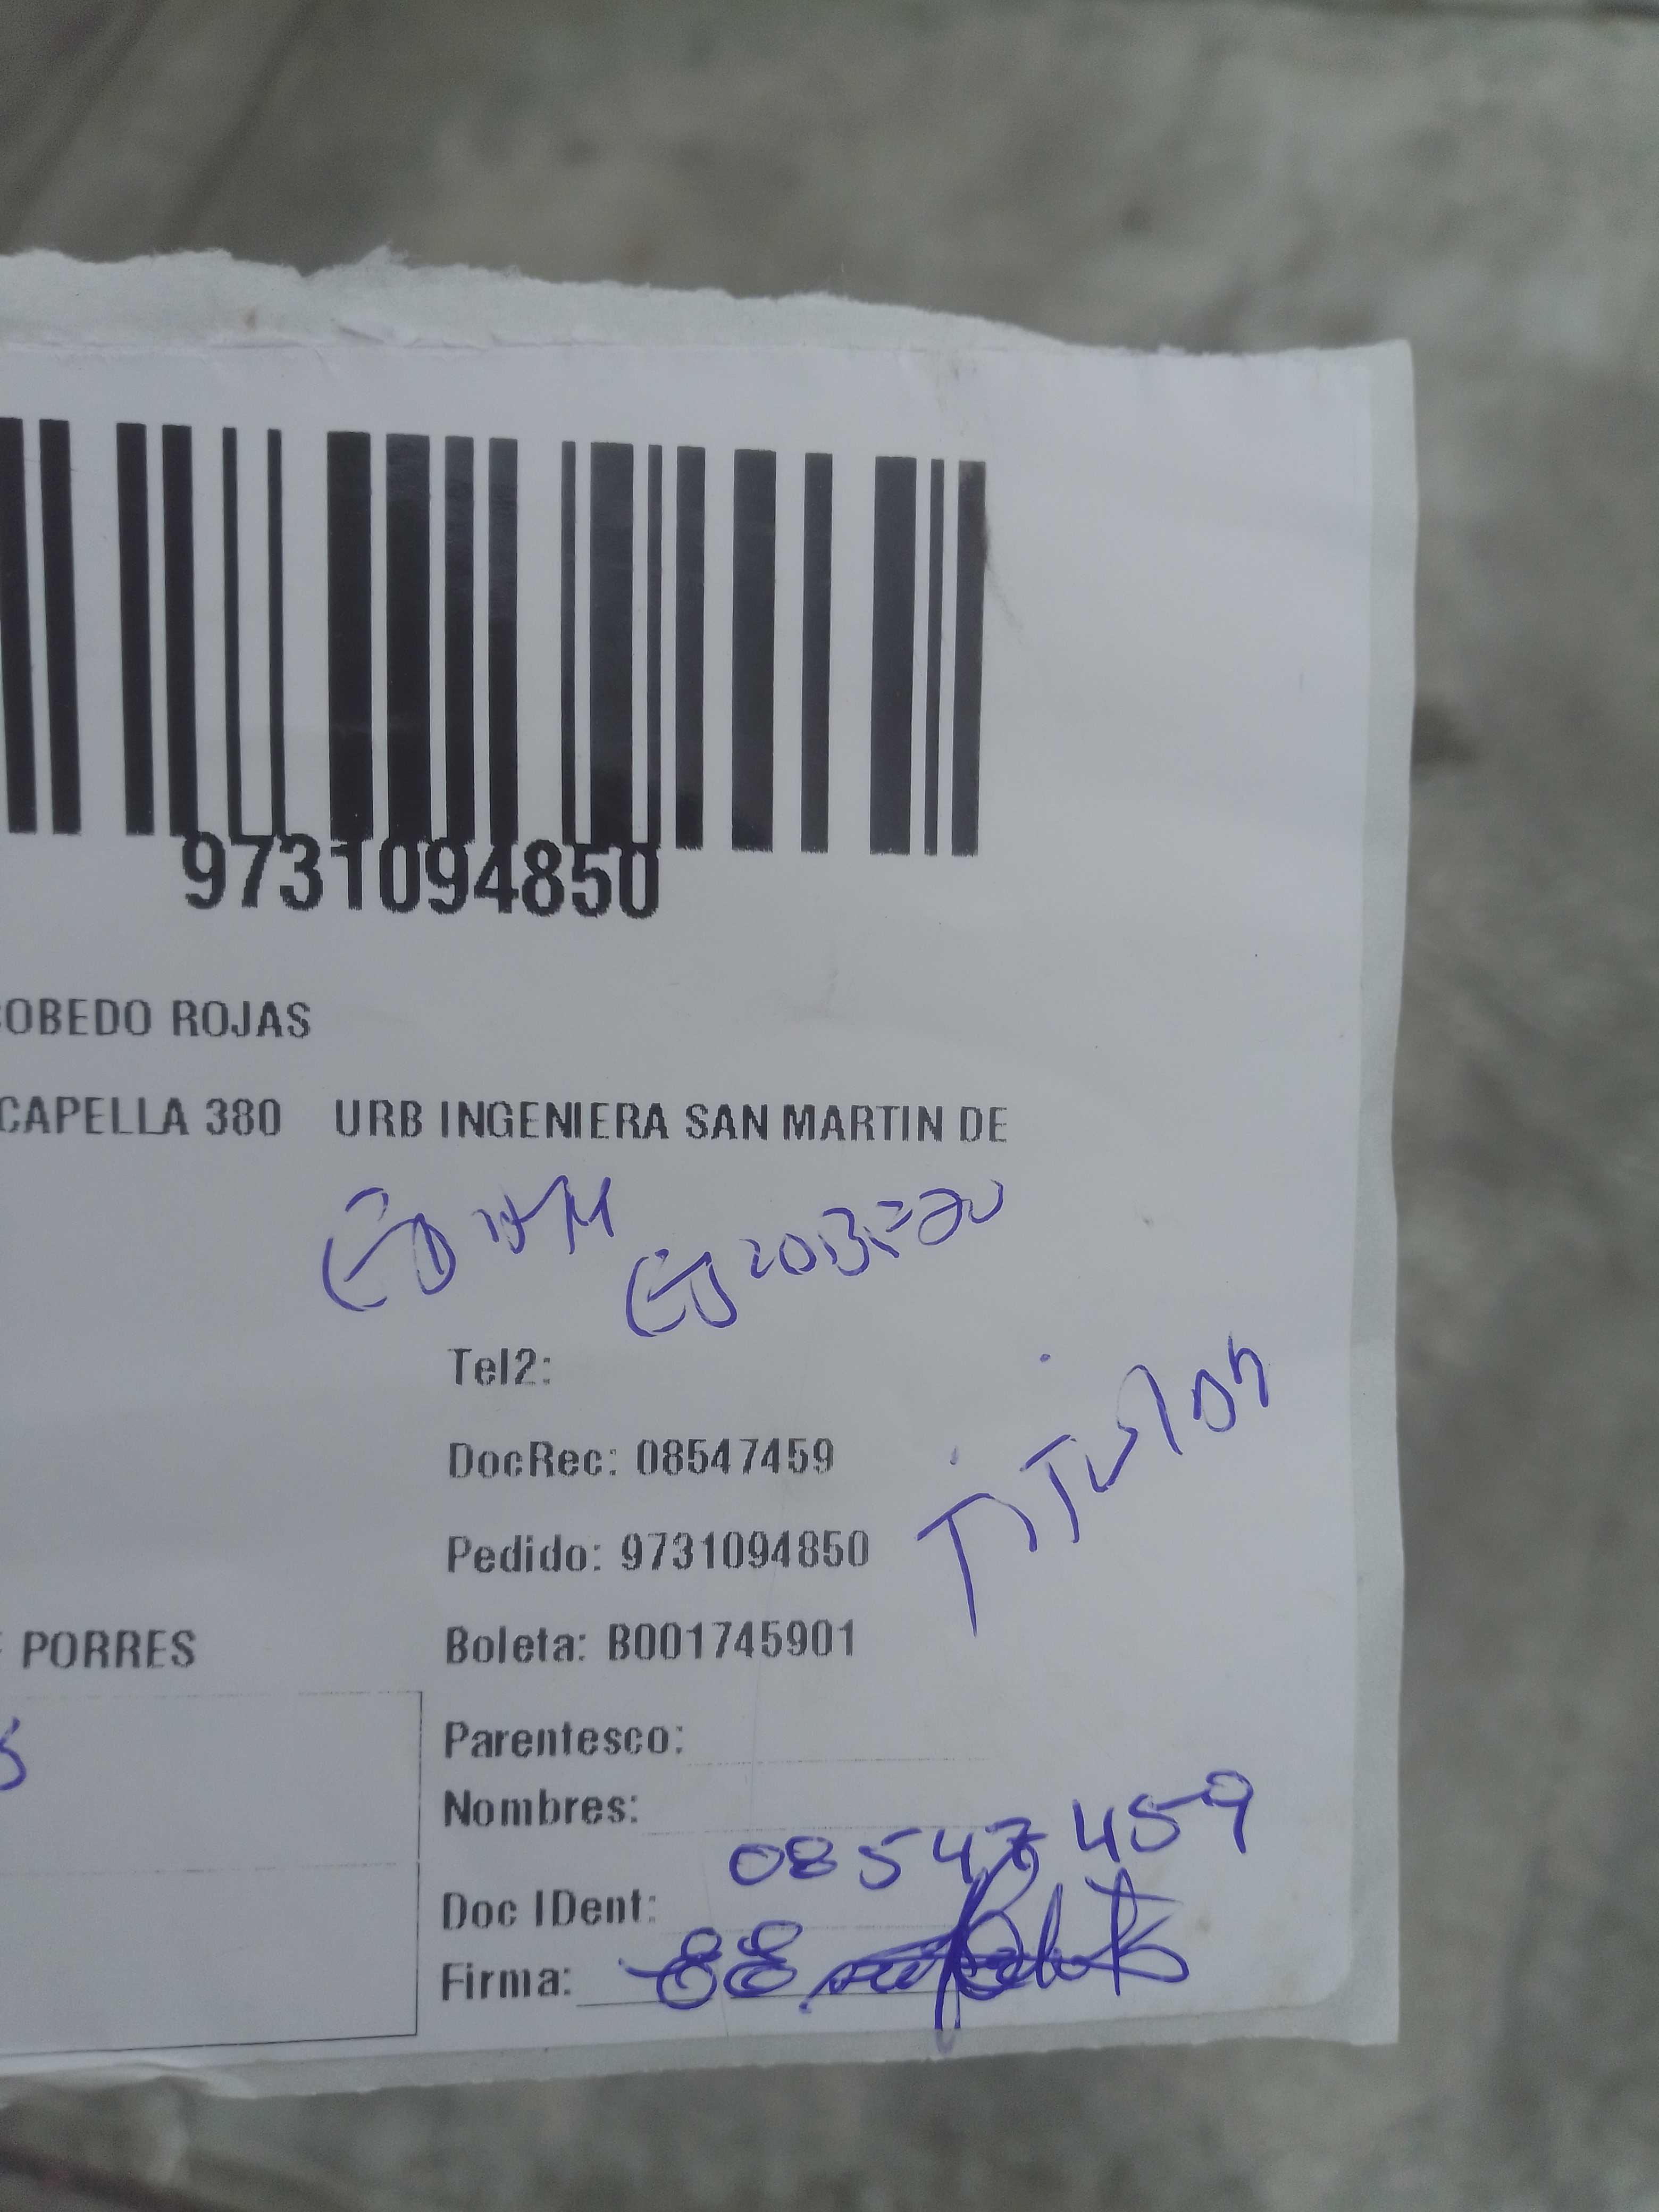 9731094850
COBEDO ROJAS
CAPELLA 380 URB INGENIERA SAN MARTIN DE
Tel2:
DocRec: 08547459
Titular
Pedido: 9731094850
Boleta: B001745901
PORRES
Parentesco:
Nombres:
08547459
Doc IDent:
Firma: